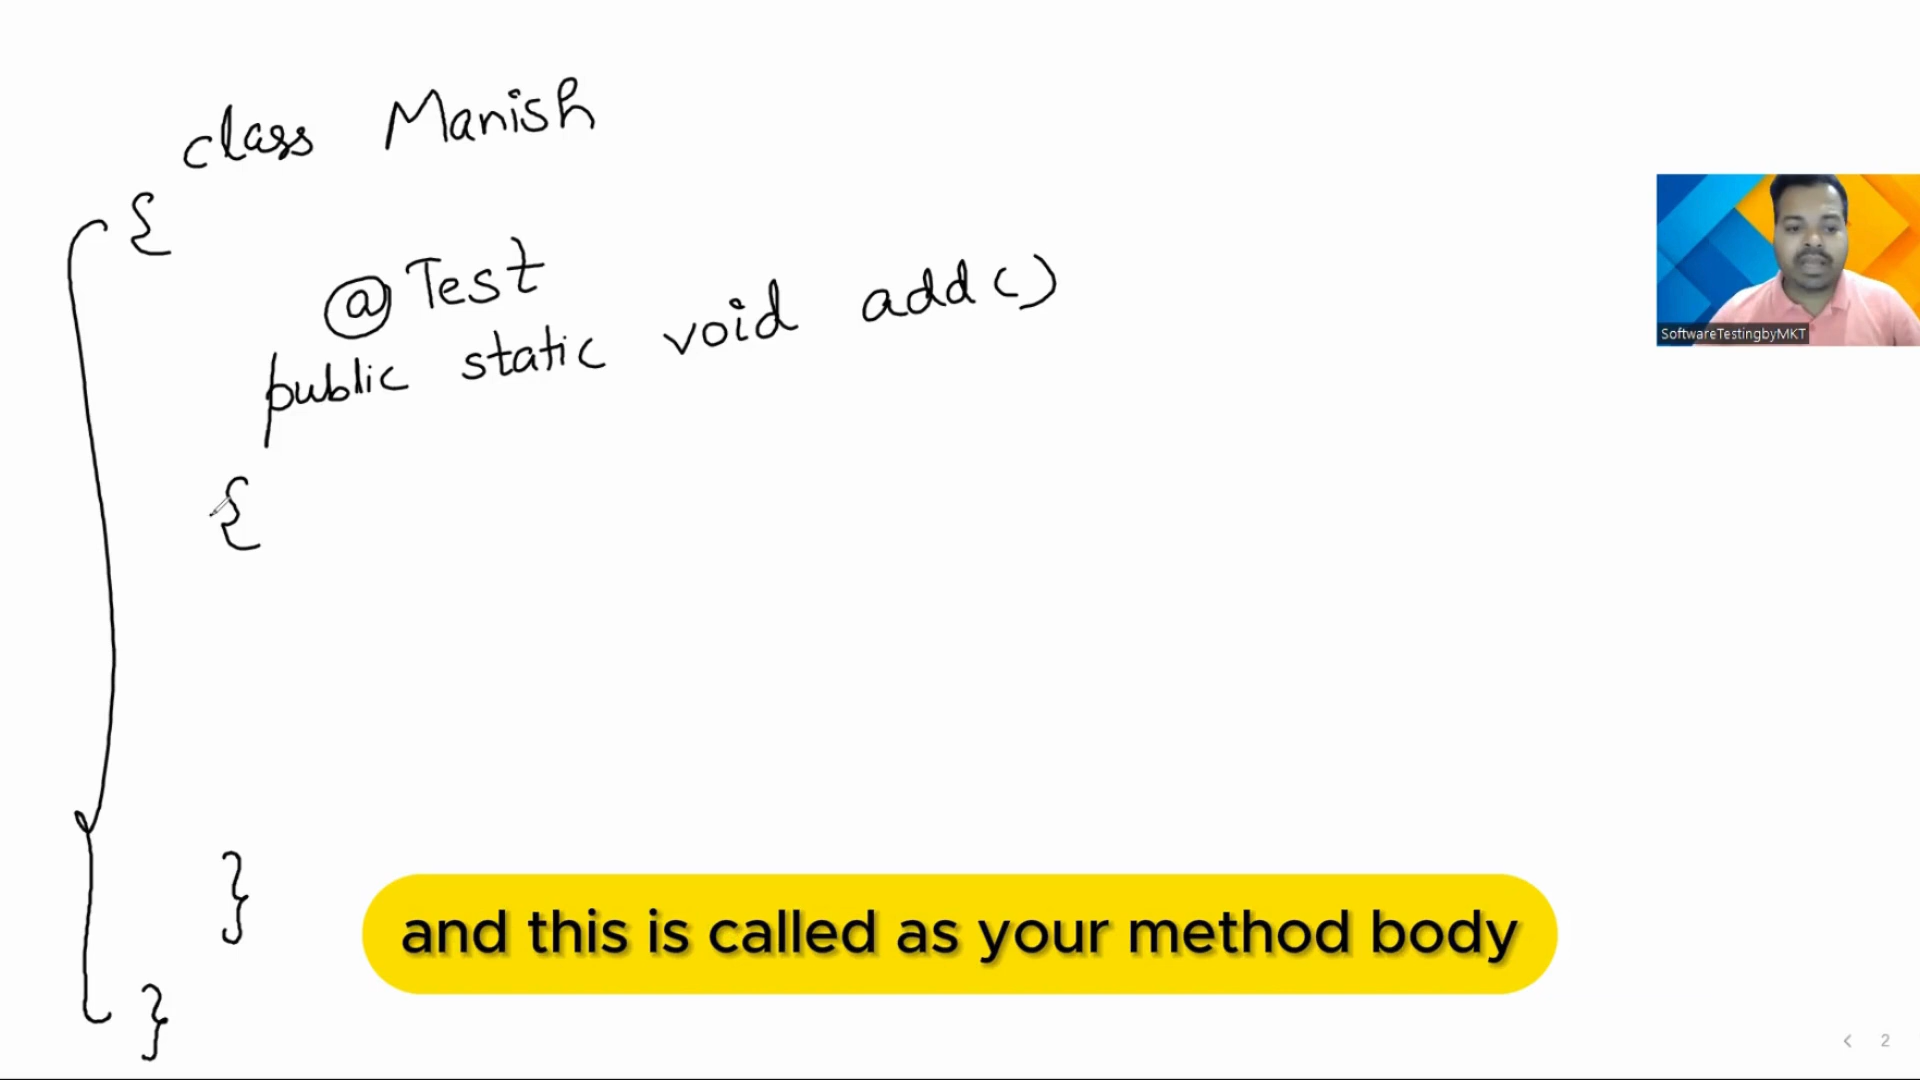 class Manish
{
@Test
public static void add()
{
}
}
SoftwareTestingbyMKT
and this is called as your method body
< 2